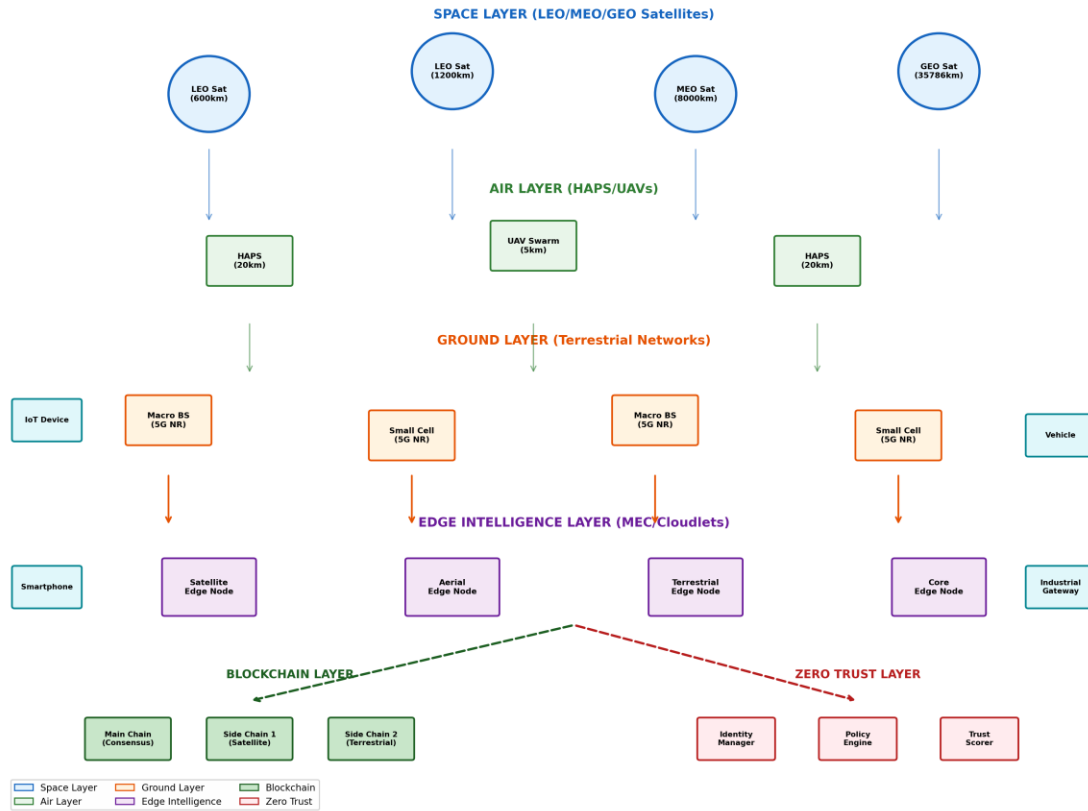 SPACE LAYER (LEO/MEO/GEO Satellites)
LEO Sat
(600km)
LEO Sat
(1200km)
MEO Sat
(8000km)
GEO Sat
(35786km)
AIR LAYER (HAPS/UAVs)
HAPS
(20km)
UAV Swarm
(5km)
HAPS
(20km)
GROUND LAYER (Terrestrial Networks)
IoT Device
Macro BS
(5G NR)
Small Cell
(5G NR)
Macro BS
(5G NR)
Small Cell
(5G NR)
Vehicle
EDGE INTELLIGENCE LAYER (MEC/Cloudlets)
Smartphone
Satellite
Edge Node
Aerial
Edge Node
Terrestrial
Edge Node
Core
Edge Node
Industrial
Gateway
BLOCKCHAIN LAYER
ZERO TRUST LAYER
Main Chain
(Consensus)
Side Chain 1
(Satellite)
Side Chain 2
(Terrestrial)
Identity
Manager
Policy
Engine
Trust
Scorer
Space Layer
Air Layer
Ground Layer
Edge Intelligence
Blockchain
Zero Trust